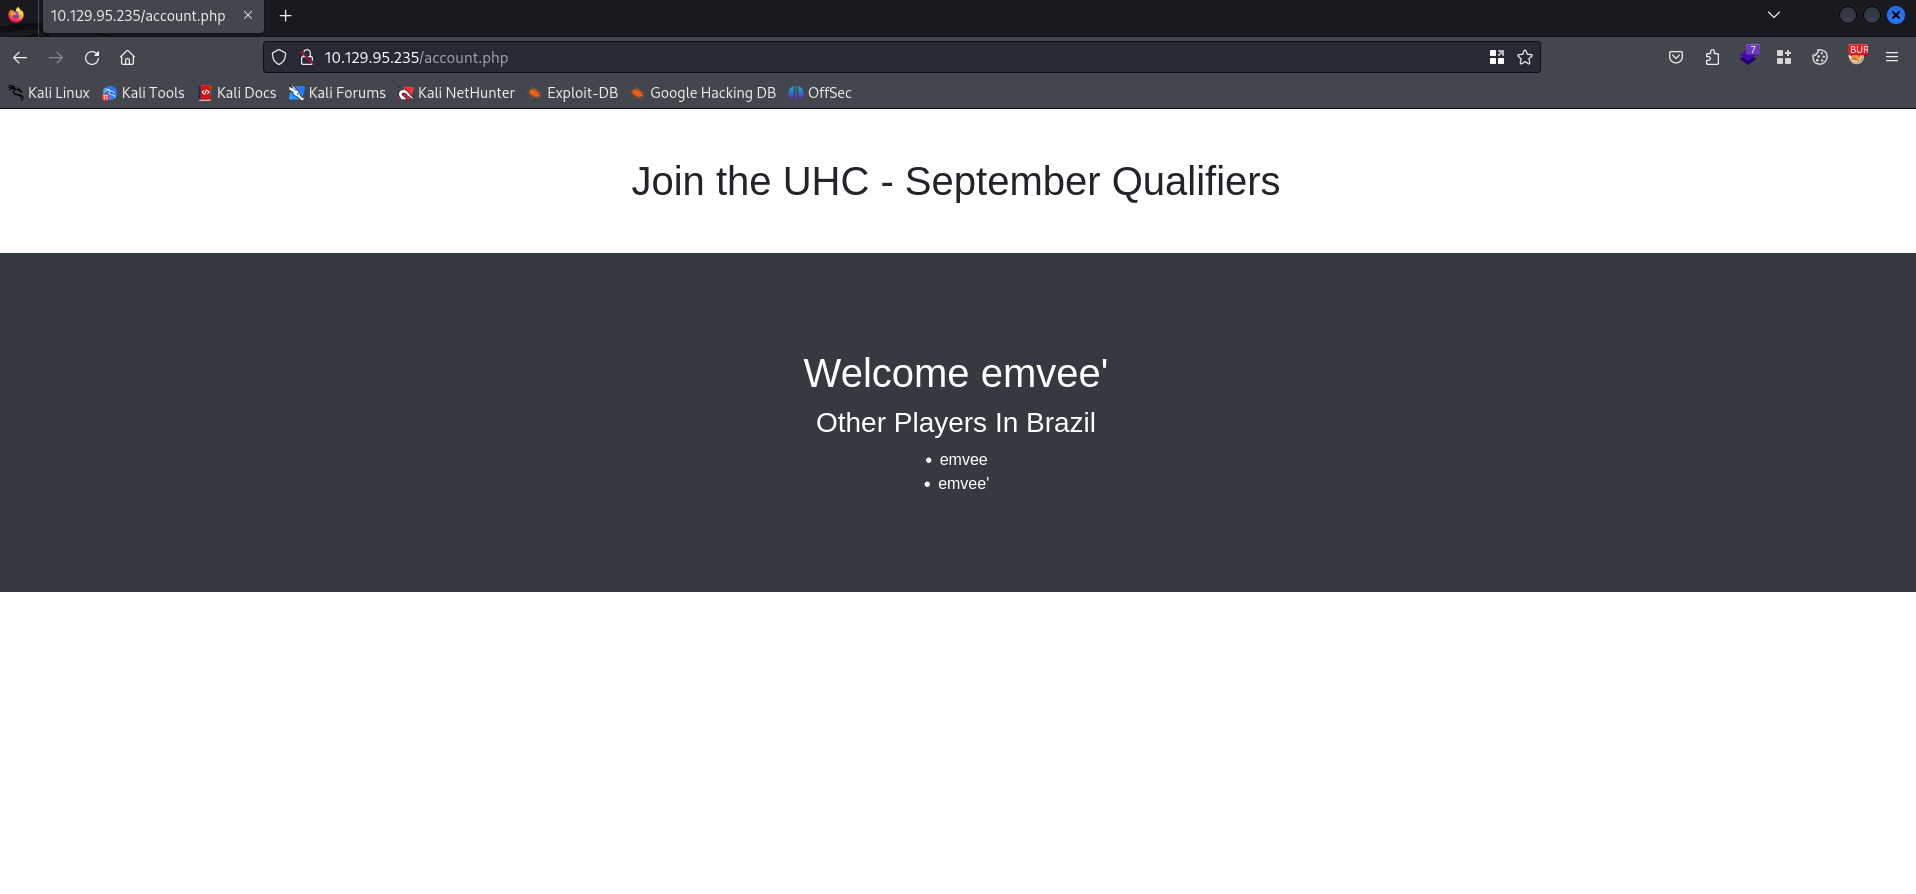 10.129.95.235/account.php
10.129.95.235/account.php
7
BUR
Kali Linux Kali Tools Kali Docs Kali Forums Kali NetHunter Exploit-DB Google Hacking DB OffSec
Join the UHC - September Qualifiers
Welcome emvee'
Other Players In Brazil
• emvee
• emvee'